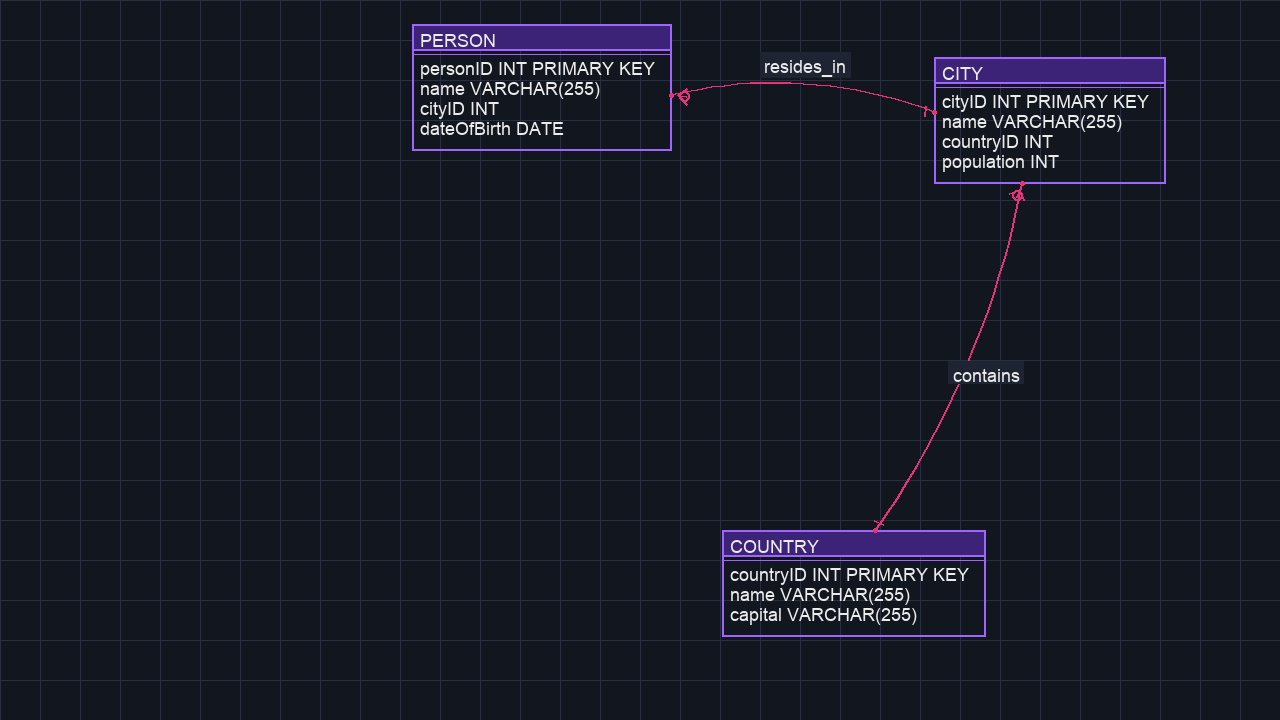 PERSON
personID INT PRIMARY KEY
name VARCHAR(255)
cityID INT
dateOfBirth DATE
resides_in
CITY
cityID INT PRIMARY KEY
name VARCHAR(255)
countryID INT
population INT
contains
COUNTRY
countryID INT PRIMARY KEY
name VARCHAR(255)
capital VARCHAR(255)